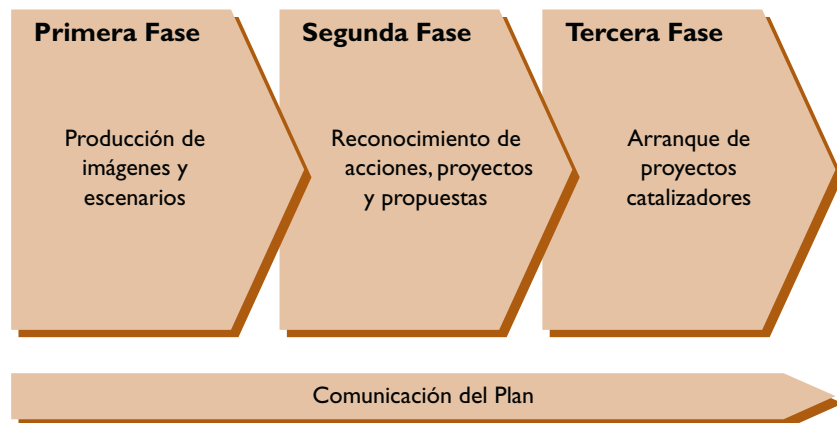 Primera Fase
Producción de
imágenes y
escenarios
Segunda Fase
Reconocimiento de
acciones, proyectos
y propuestas
Tercera Fase
Arranque de
proyectos
catalizadores
Comunicación del Plan